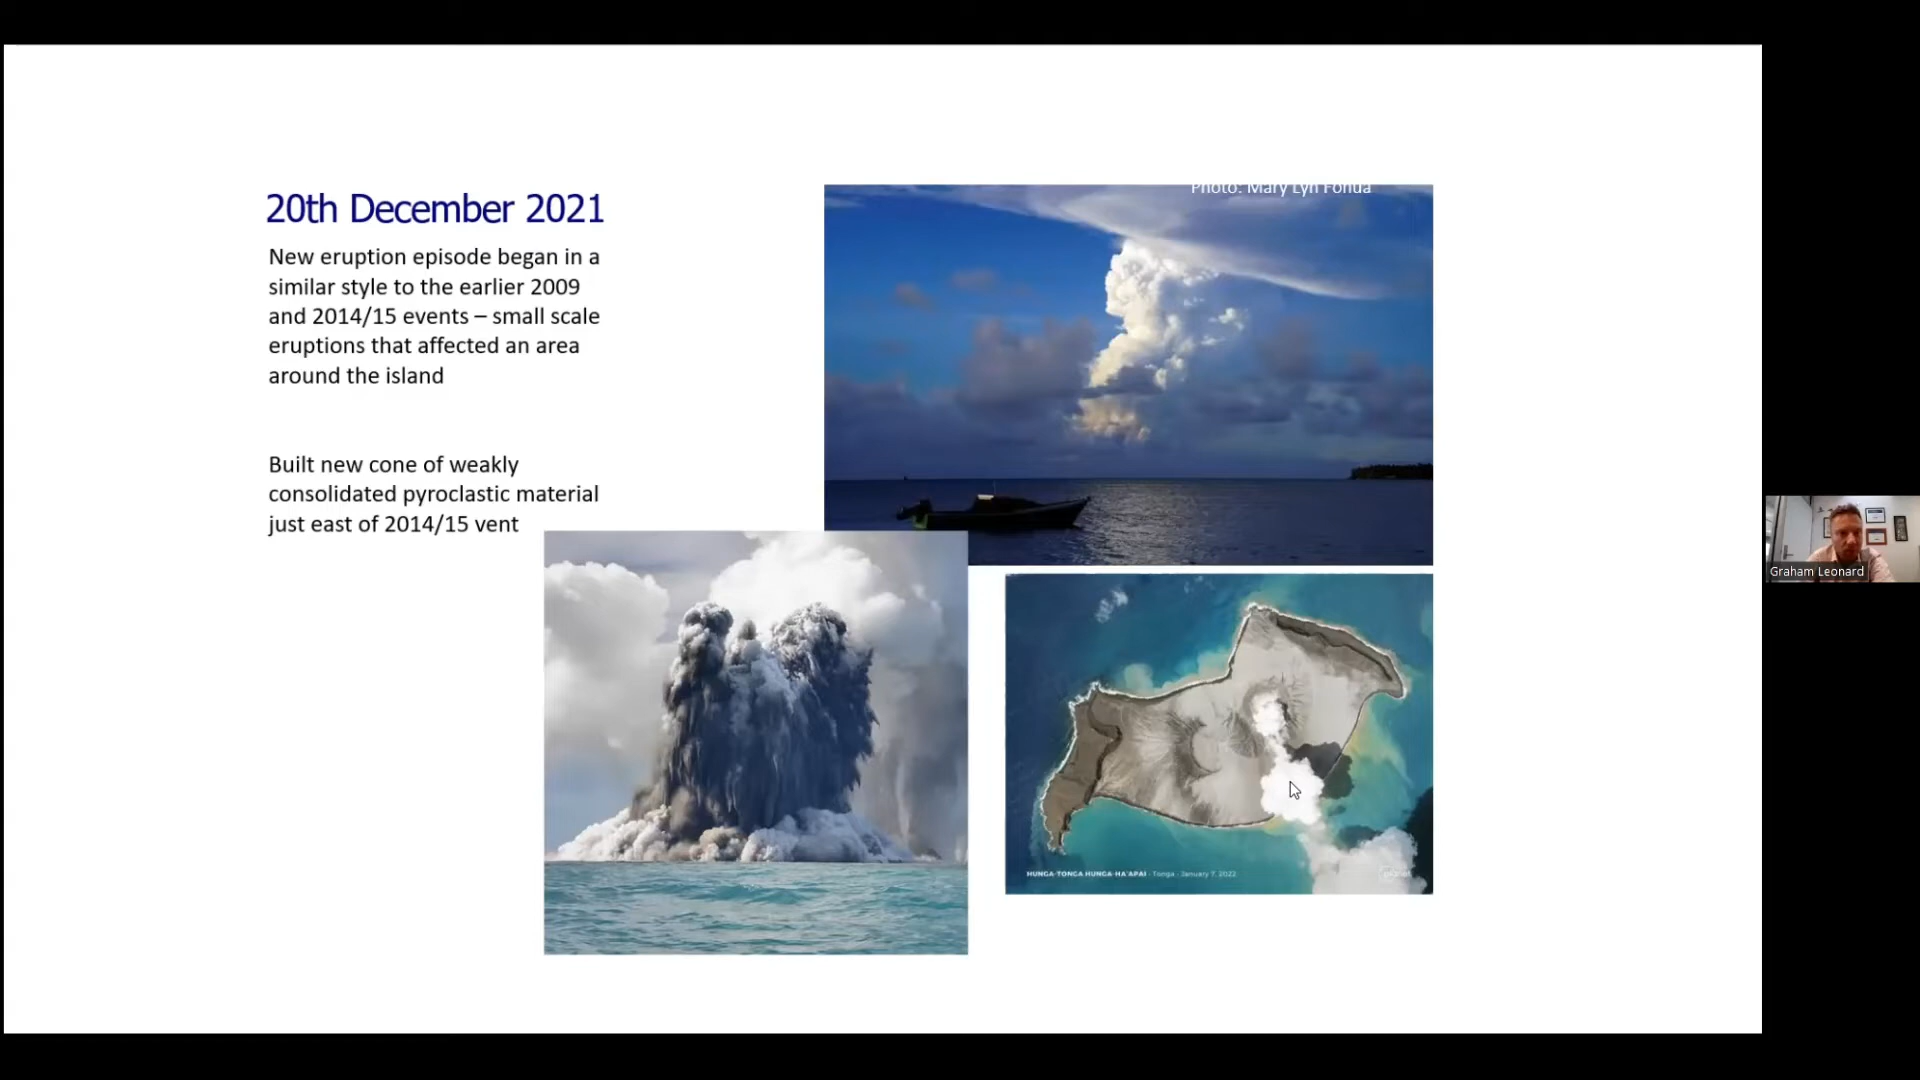 20th December 2021
New eruption episode began in a
similar style to the earlier 2009
and 2014/15 events – small scale
eruptions that affected an area
around the island
Built new cone of weakly
consolidated pyroclastic material
just east of 2014/15 vent
Photo: Mary Lyn Fonua
HUNGA-TONGA HUNGA-HA'APAI - Tonga - January 7, 2022
Graham Leonard